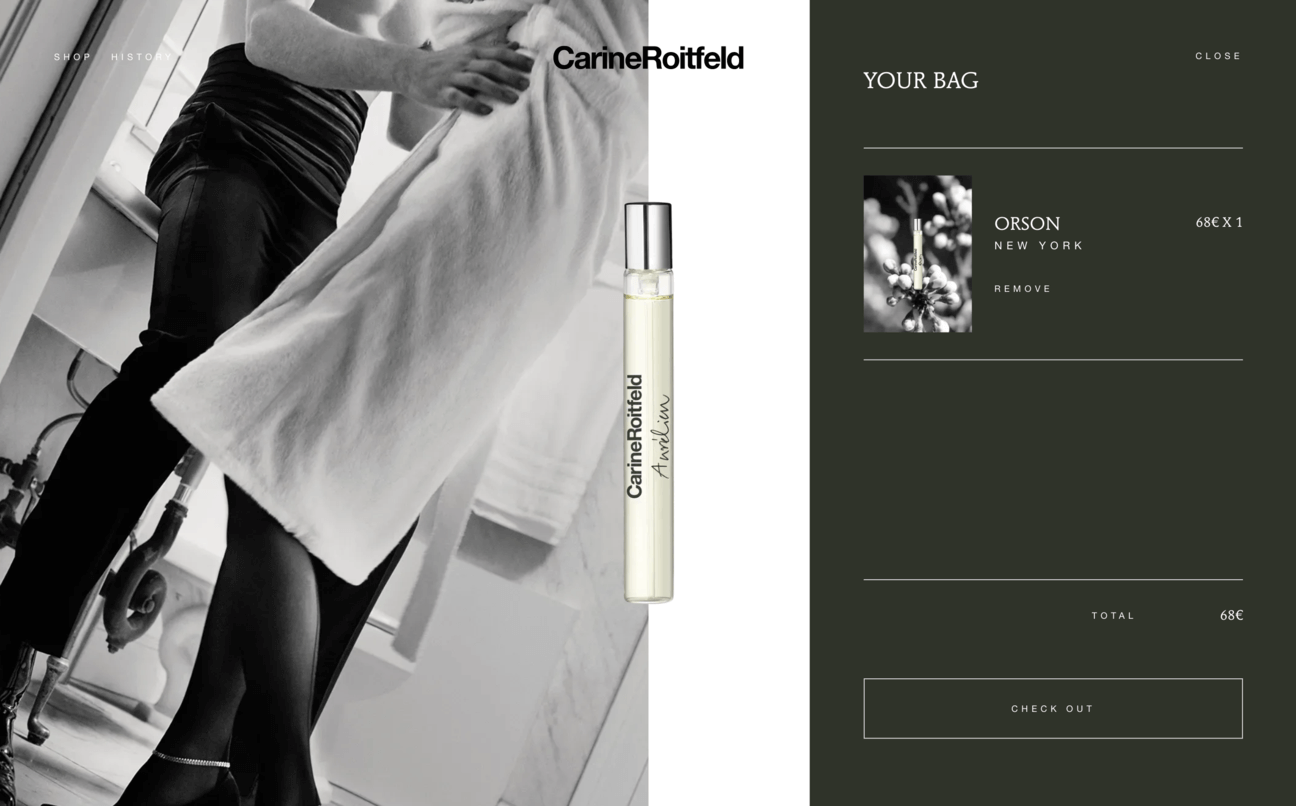 SHOP HISTORY
CarineRoitfeld
CarineRoitfeld
Aurélien
CLOSE
YOUR BAG
ORSON
68€ X 1
NEW YORK
REMOVE
TOTAL
68€
CHECK OUT